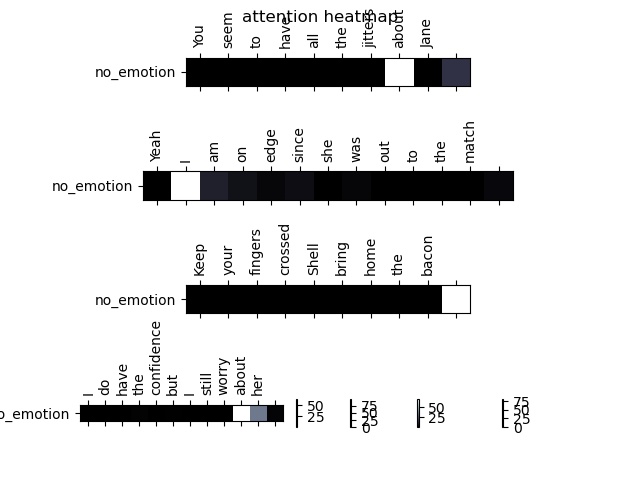 attention heatmap
You seem to have all the jitters about Jane
no_emotion
Yeah I am on edge since she was out to the match
no_emotion
Keep your fingers crossed Shell bring home the bacon
no_emotion
I do have the confidence but I still worry about her
o_emotion
50 25
75 50 25 0
50 25
75 50 25 0